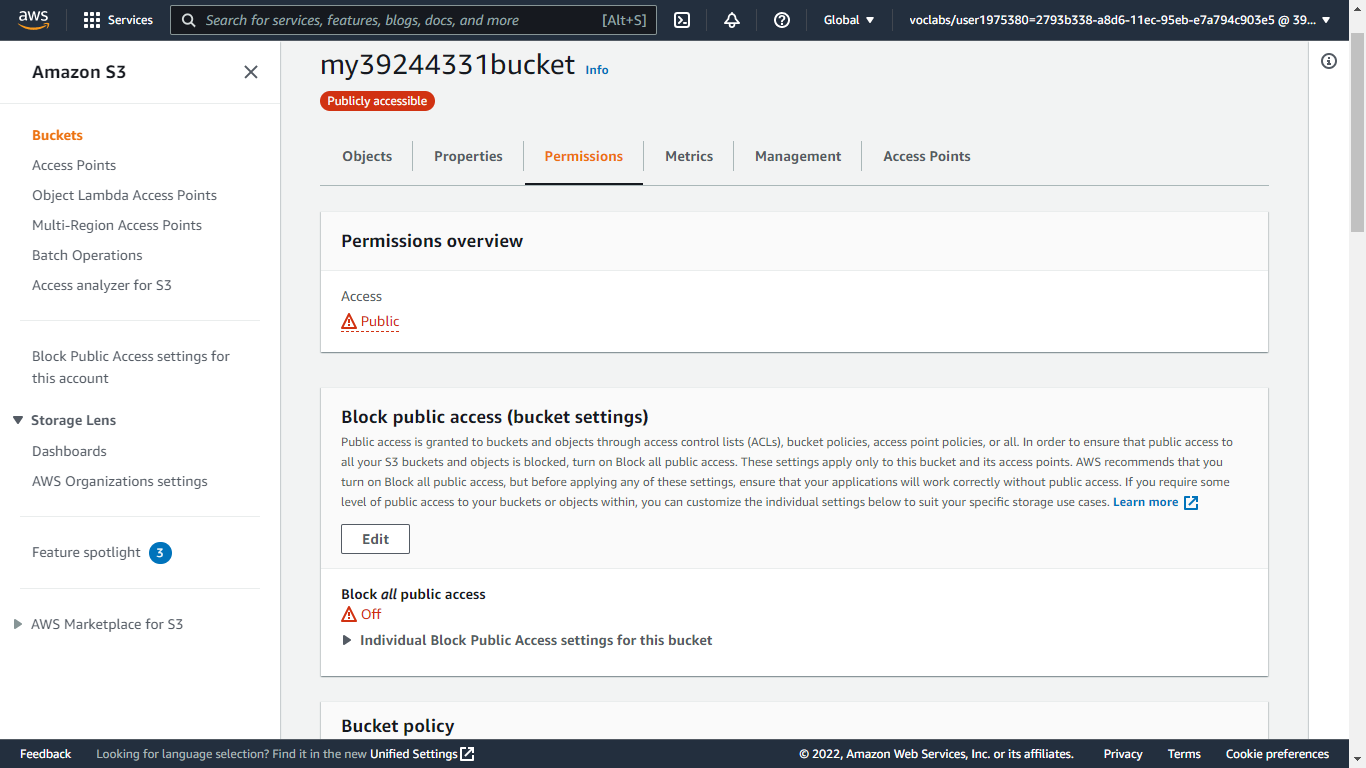 aws
Services
Search for services, features, blogs, docs, and more
[Alt+S]
Global
voclabs/user1975380=2793b338-a8d6-11ec-95eb-e7a794c903e5 @ 39...
Amazon S3
Buckets
Access Points
Object Lambda Access Points
Multi-Region Access Points
Batch Operations
Access analyzer for S3
Block Public Access settings for
this account
Storage Lens
Dashboards
AWS Organizations settings
Feature spotlight 3
AWS Marketplace for S3
my39244331bucket Info
Publicly accessible
Objects
Properties
Permissions
Metrics
Management
Access Points
Permissions overview
Access
Public
Block public access (bucket settings)
Public access is granted to buckets and objects through access control lists (ACLs), bucket policies, access point policies, or all. In order to ensure that public access to
all your S3 buckets and objects is blocked, turn on Block all public access. These settings apply only to this bucket and its access points. AWS recommends that you
turn on Block all public access, but before applying any of these settings, ensure that your applications will work correctly without public access. If you require some
level of public access to your buckets or objects within, you can customize the individual settings below to suit your specific storage use cases. Learn more
Edit
Block all public access
Off
Individual Block Public Access settings for this bucket
Bucket policy
Feedback
Looking for language selection? Find it in the new Unified Settings
© 2022, Amazon Web Services, Inc. or its affiliates.
Privacy
Terms
Cookie preferences